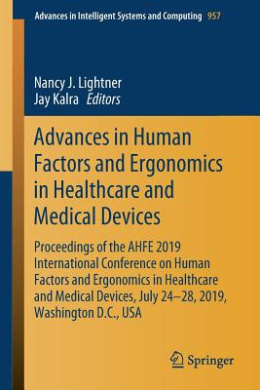 Advances in Intelligent Systems and Computing 957
Nancy J. Lightner
Jay Kalra Editors
Advances in Human
Factors and Ergonomics
in Healthcare and
Medical Devices
Proceedings of the AHFE 2019
International Conference on Human
Factors and Ergonomics in Healthcare
and Medical Devices, July 24–28, 2019,
Washington D.C., USA
Springer